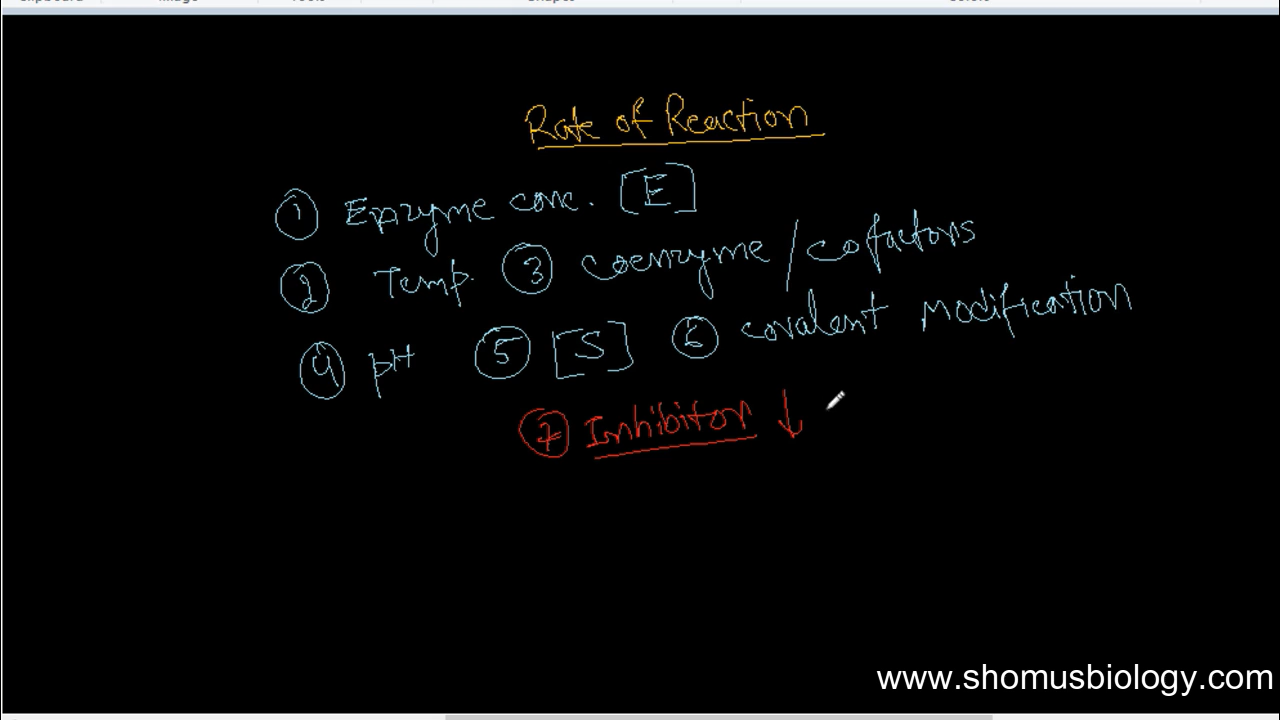 Rate of Reaction
① Enzyme conc. [E]
② Temp. ③ coenzyme/cofactors
④ pH ⑤ [S] ⑥ covalent modification
⑦ Inhibitor ↓
www.shomusbiology.com